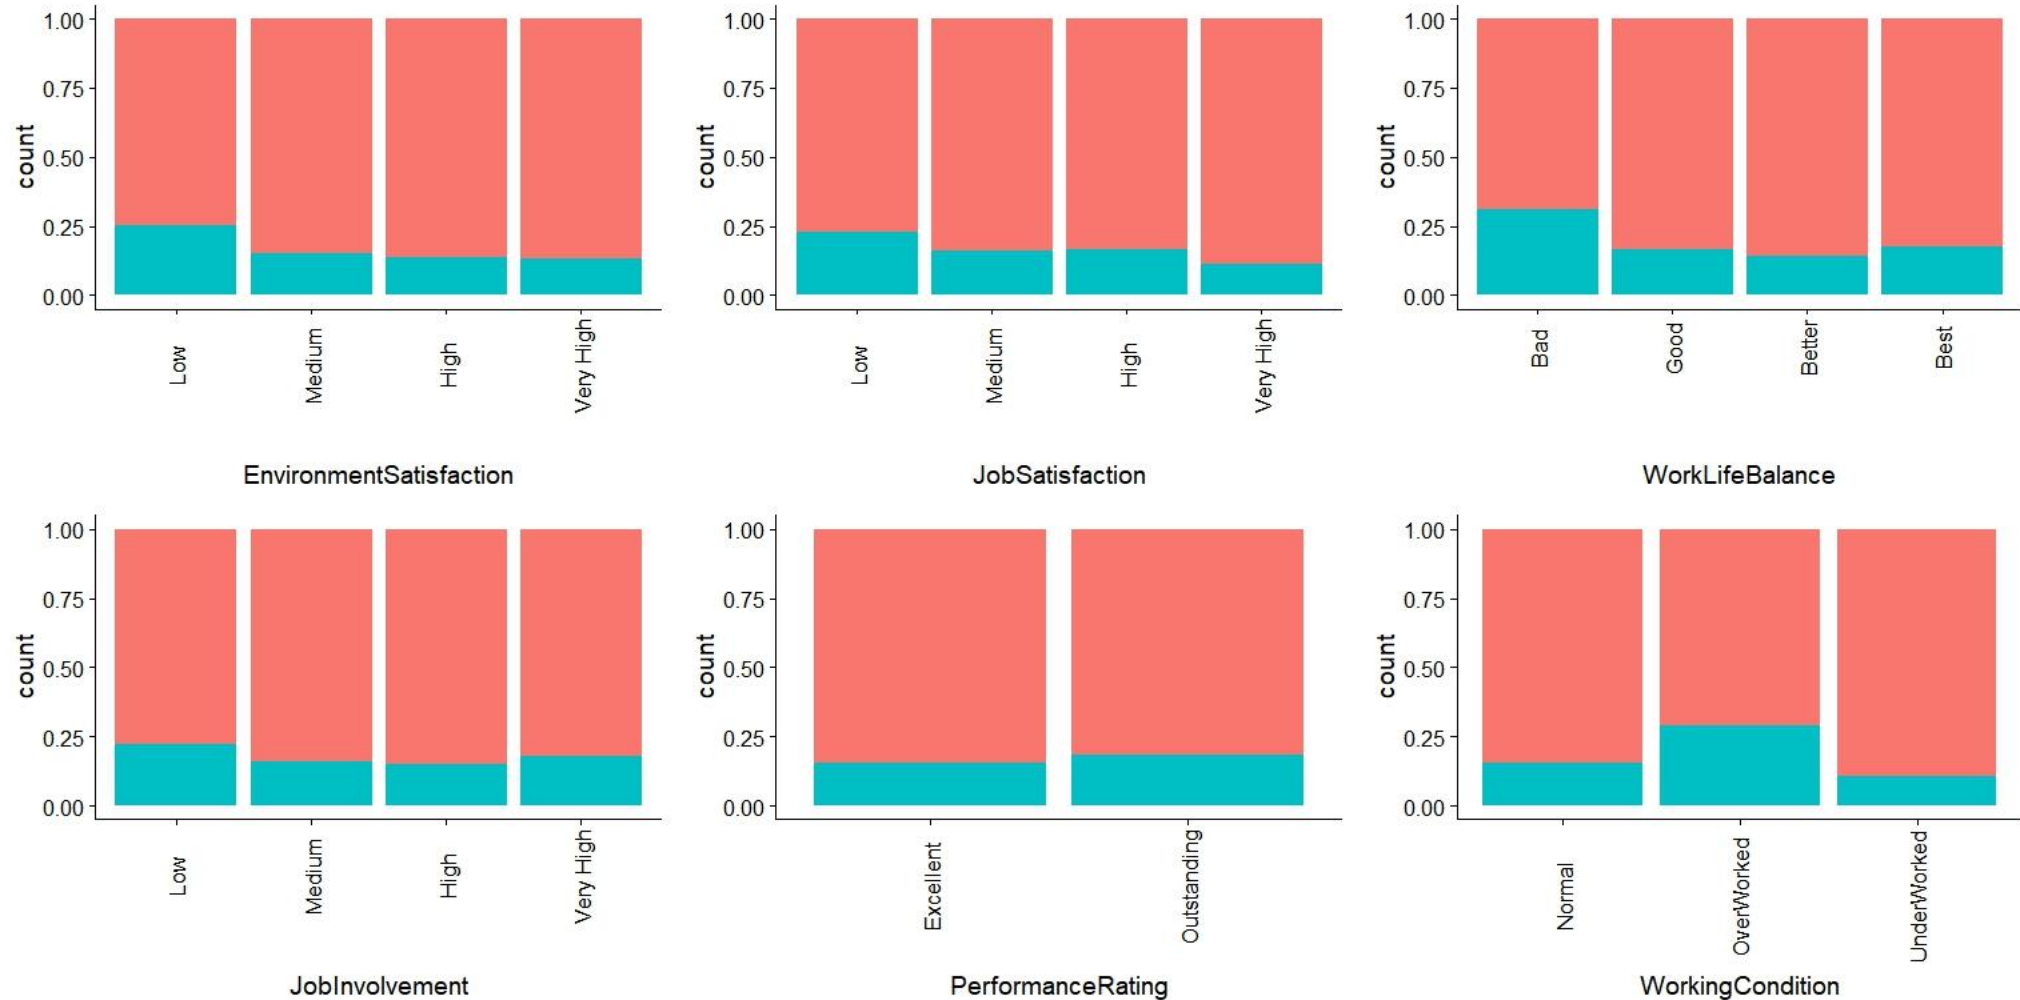 1.00
0.75
0.50
0.25
0.00
count
Low
Medium
High
Very High
EnvironmentSatisfaction
1.00
0.75
0.50
0.25
0.00
count
Low
Medium
High
Very High
JobSatisfaction
1.00
0.75
0.50
0.25
0.00
count
Bad
Good
Better
Best
WorkLifeBalance
1.00
0.75
0.50
0.25
0.00
count
Low
Medium
High
Very High
JobInvolvement
1.00
0.75
0.50
0.25
0.00
count
Excellent
Outstanding
PerformanceRating
1.00
0.75
0.50
0.25
0.00
count
Normal
OverWorked
UnderWorked
WorkingCondition